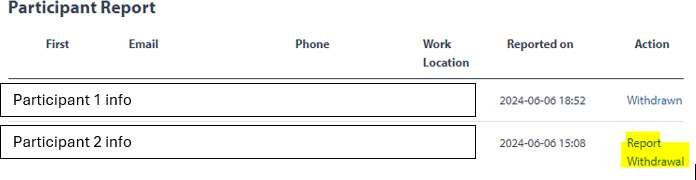 Participant Report
First Email Phone Work Location Reported on Action
Participant 1 info 2024-06-06 18:52 Withdrawn
Participant 2 info 2024-06-06 15:08 Report Withdrawal